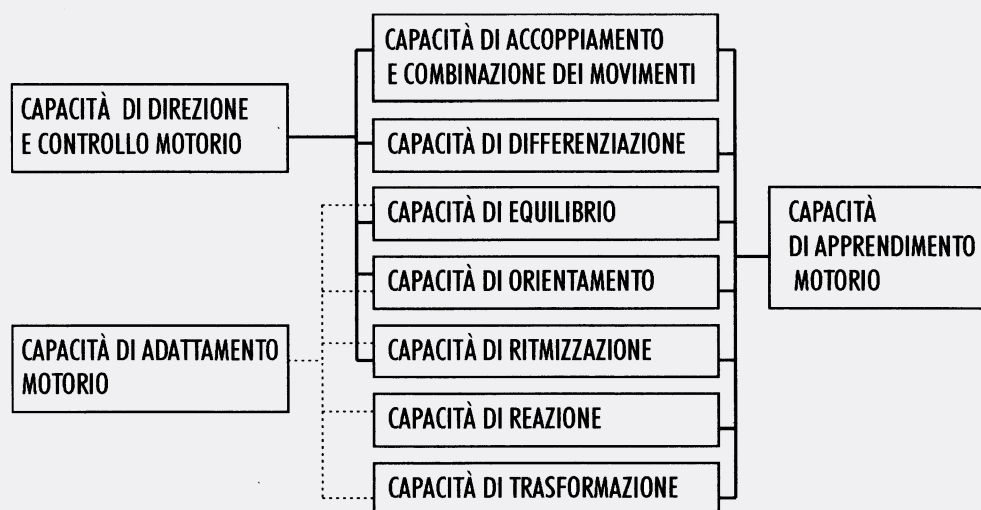 CAPACITÀ DI DIREZIONE
E CONTROLLO MOTORIO
CAPACITÀ DI ADATTAMENTO
MOTORIO
CAPACITÀ DI ACCOPPIAMENTO
E COMBINAZIONE DEI MOVIMENTI
CAPACITÀ DI DIFFERENZIAZIONE
CAPACITÀ DI EQUILIBRIO
CAPACITÀ DI ORIENTAMENTO
CAPACITÀ DI RITMIZZAZIONE
CAPACITÀ DI REAZIONE
CAPACITÀ DI TRASFORMAZIONE
CAPACITÀ
DI APPRENDIMENTO
MOTORIO